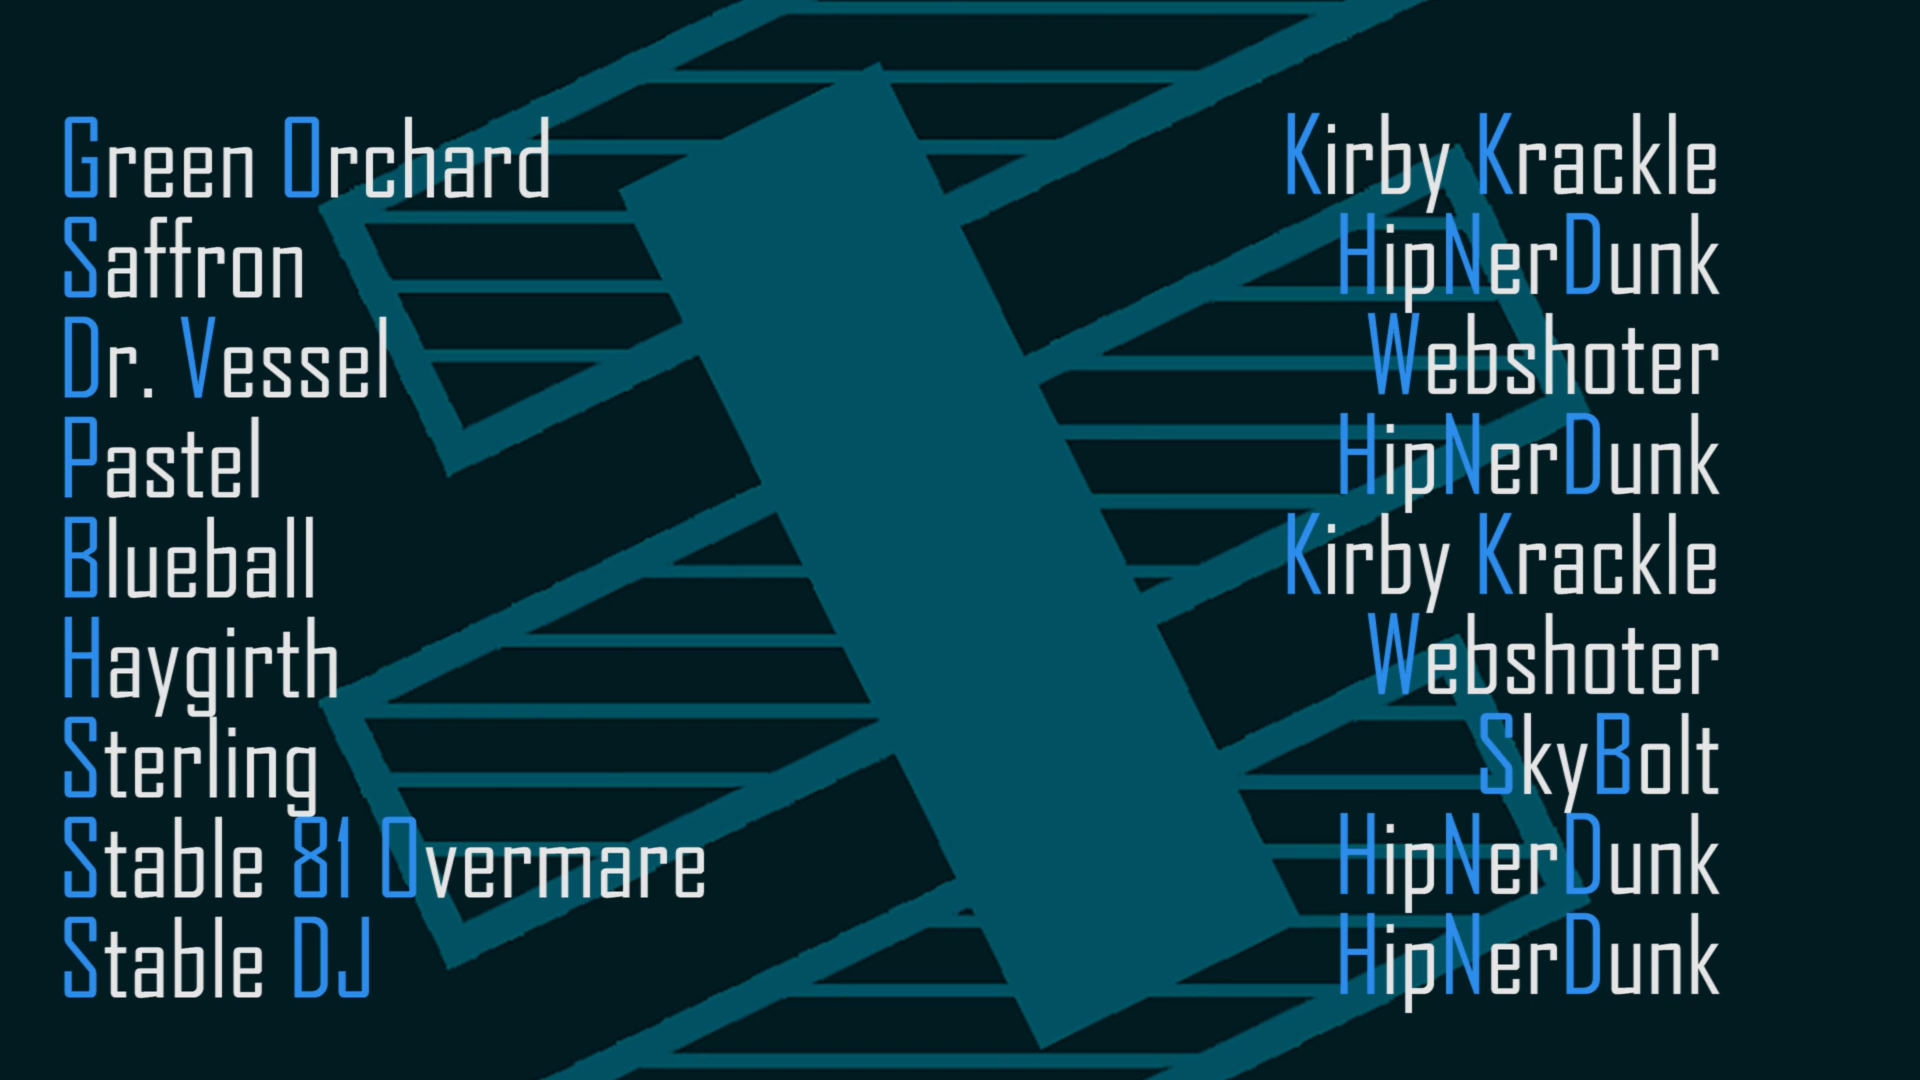 Green Orchard Kirby Krackle
Saffron HipNerDunk
Dr. Vessel Webshoter
Pastel HipNerDunk
Blueball Kirby Krackle
Haygirth Webshoter
Sterling SkyBolt
Stable 81 Overmare HipNerDunk
Stable DJ HipNerDunk